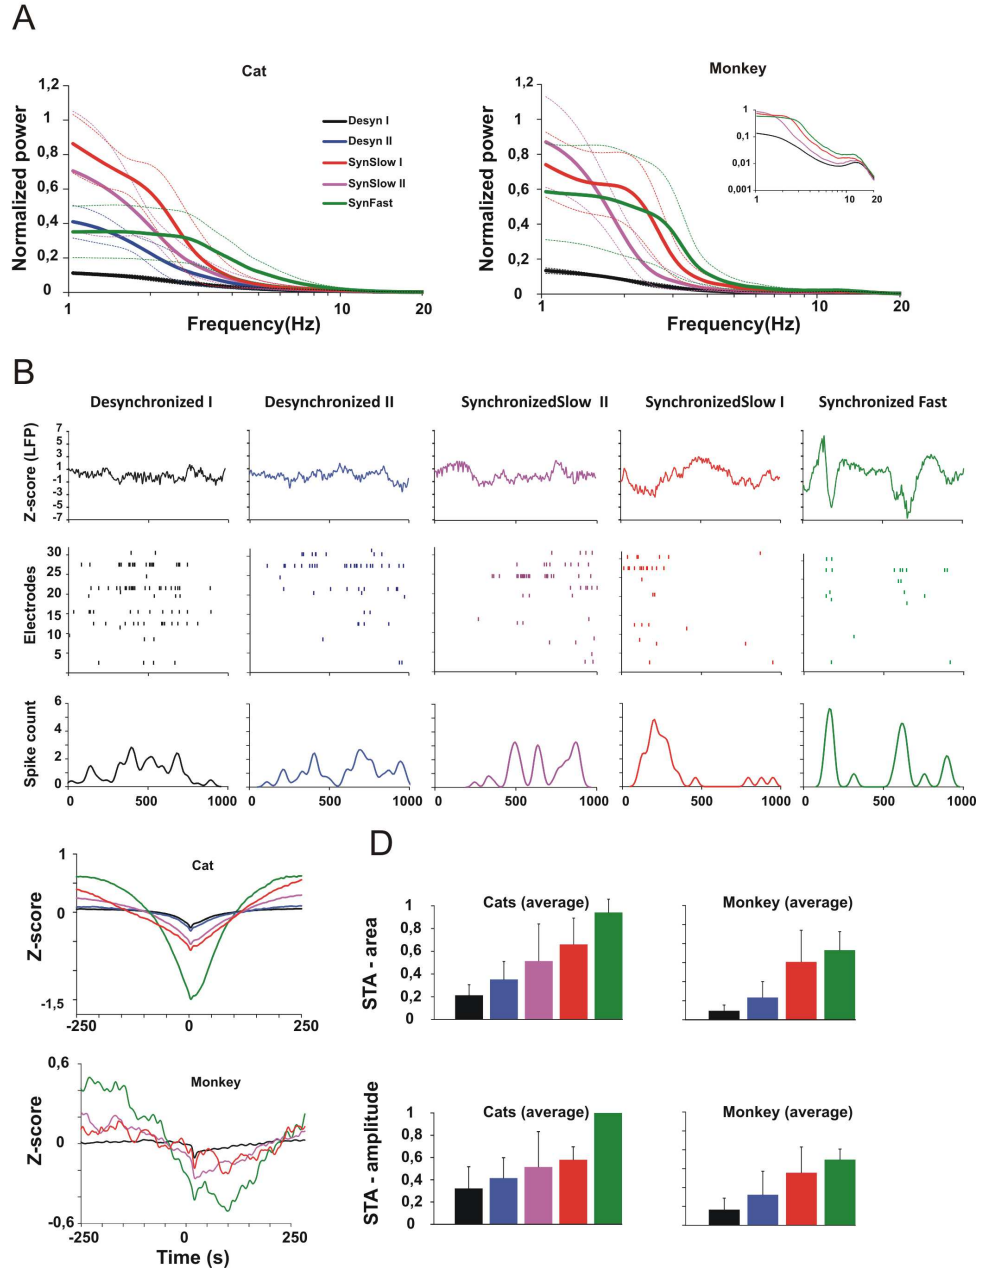 A
Cat
Monkey
Normalized power
1,2
1
0,8
0,6
0,4
0,2
0
1
10
20
Frequency(Hz)
Desyn I
Desyn II
SynSlow I
SynSlow II
SynFast
Normalized power
1,2
1
0,8
0,6
0,4
0,2
0
1
10
20
Frequency(Hz)
1
0,1
0,01
0,001
1
10
20
B
Desynchronized I
Desynchronized II
SynchronizedSlow II
SynchronizedSlow I
Synchronized Fast
Z-score (LFP)
7
5
3
1
-1
-3
-5
-7
Electrodes
30
25
20
15
10
5
Spike count
6
4
2
0
0 500 1000
0 500 1000
500 1000
0 500 1000
0 500 1000
Cat
Z-score
1
0
-1,5
-250 0 250
Monkey
Z-score
0,6
0
-0,6
-250 0 250
Time (s)
D
Cats (average)
STA - area
1
0,8
0,6
0,4
0,2
0
Monkey (average)
Cats (average)
STA - amplitude
1
0,8
0,6
0,4
0,2
0
Monkey (average)